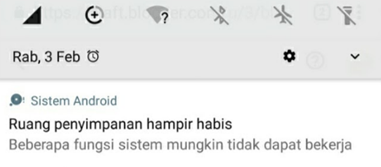 Rab, 3 Feb
Sistem Android
Ruang penyimpanan hampir habis
Beberapa fungsi sistem mungkin tidak dapat bekerja